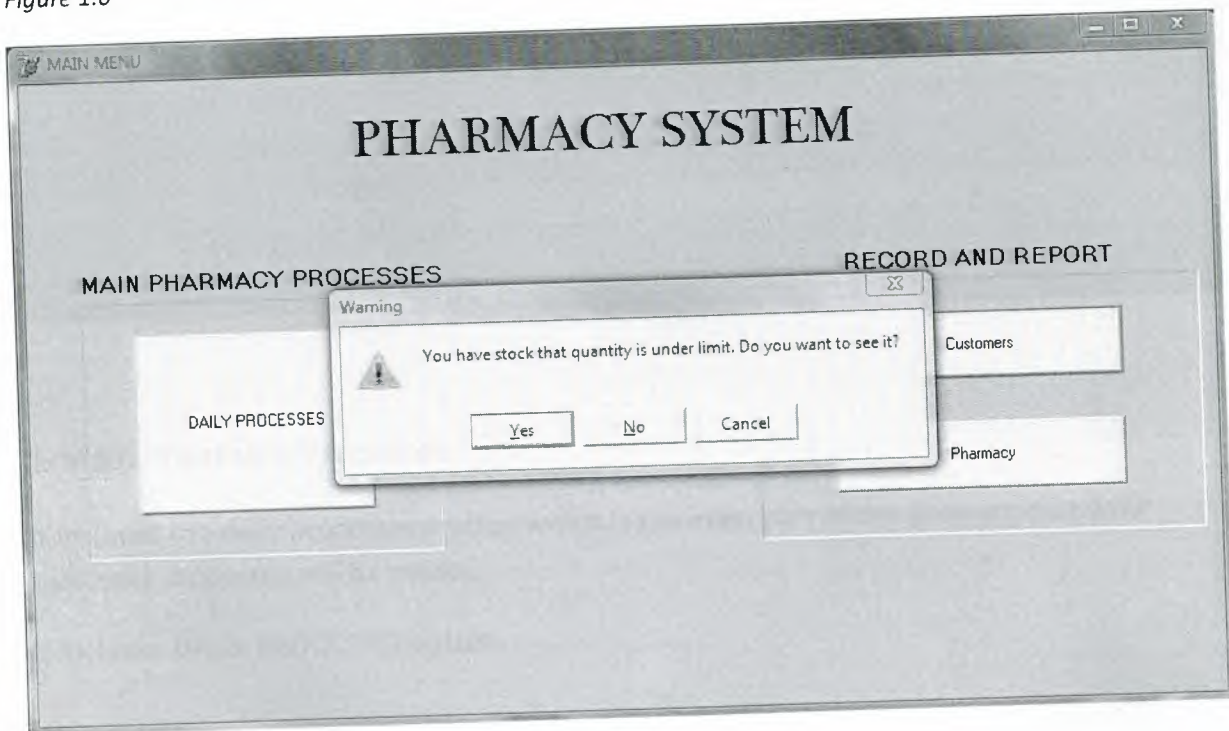 Figure 1.6
MAIN MENU
PHARMACY SYSTEM
MAIN PHARMACY PROCESSES
RECORD AND REPORT
Warning
You have stock that quantity is under limit. Do you want to see it?
Customers
DAILY PROCESSES
Yes
No
Cancel
Pharmacy